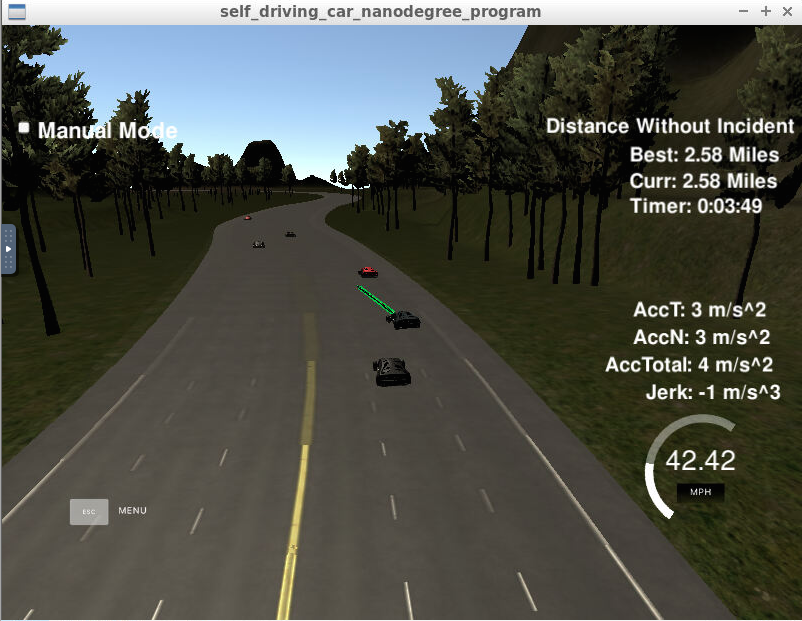 self_driving_car_nanodegree_program
Manual Mode
Distance Without Incident
Best: 2.58 Miles
Curr: 2.58 Miles
Timer: 0:03:49
AccT: 3 m/s^2
AccN: 3 m/s^2
AccTotal: 4 m/s^2
Jerk: -1 m/s^3
42.42
MPH
ESC MENU